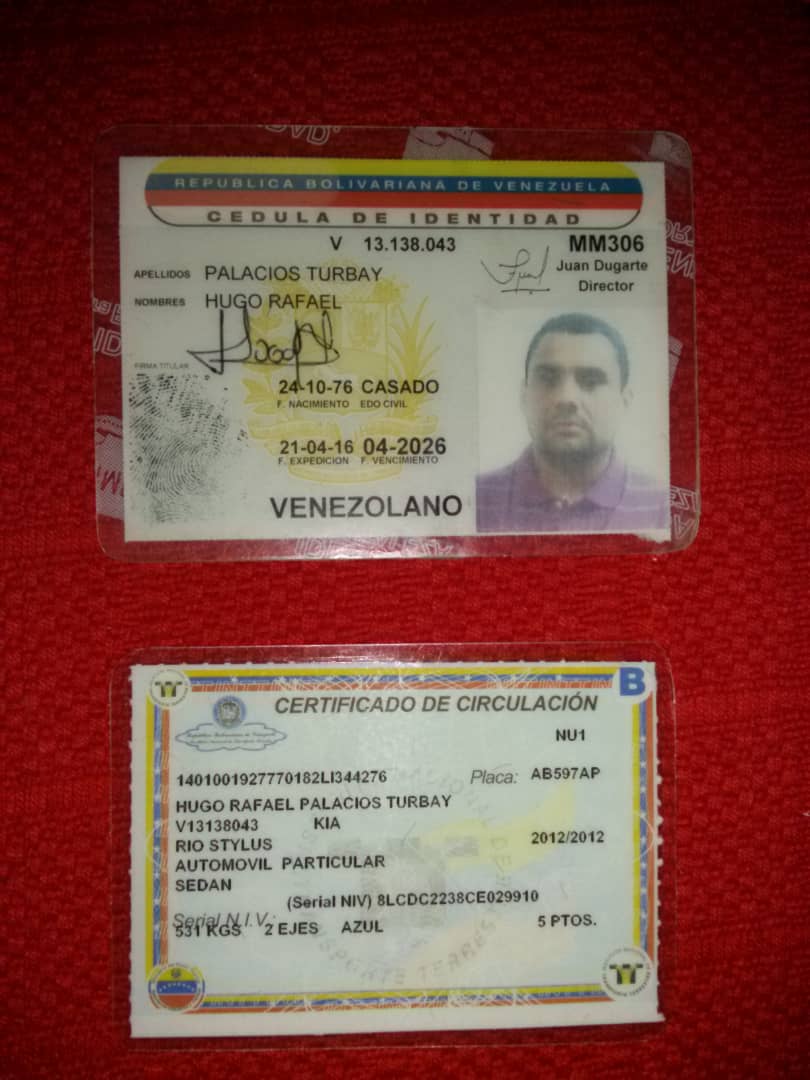 REPUBLICA BOLIVARIANA DE VENEZUELA
CEDULA DE IDENTIDAD
V 13.138.043
MM306
Juan Dugarte
Director
APELLIDOS PALACIOS TURBAY
NOMBRES HUGO RAFAEL
FIRMA TITULAR
24-10-76 CASADO
F. NACIMIENTO EDO CIVIL
21-04-16 04-2026
F. EXPEDICION F. VENCIMIENTO
VENEZOLANO
B
CERTIFICADO DE CIRCULACIÓN
NU1
1401001927770182LI344276 Placa: AB597AP
HUGO RAFAEL PALACIOS TURBAY
V13138043 KIA
RIO STYLUS 2012/2012
AUTOMOVIL PARTICULAR
SEDAN
(Serial NIV) 8LCDC2238CE029910
Serial N.I.V.:
531 KGS 2 EJES AZUL 5 PTOS.